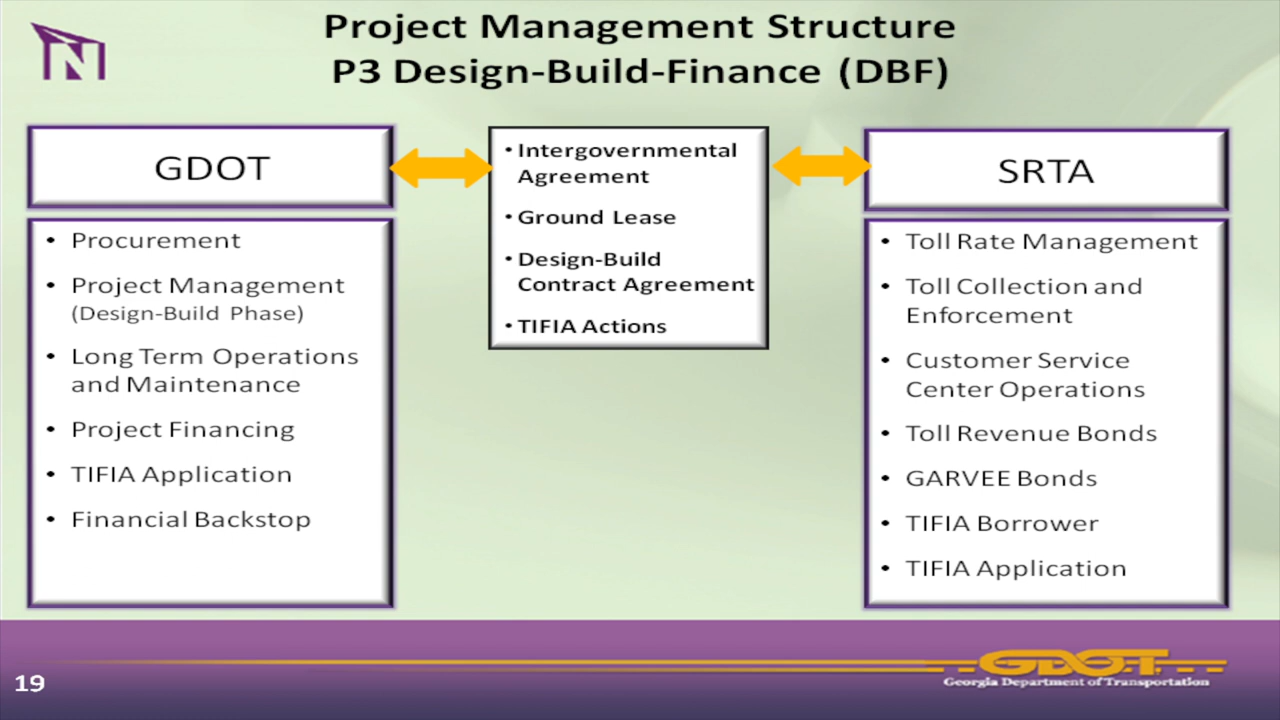 Project Management Structure
P3 Design-Build-Finance (DBF)
GDOT
• Procurement
• Project Management
(Design-Build Phase)
• Long Term Operations
and Maintenance
• Project Financing
• TIFIA Application
• Financial Backstop
• Intergovernmental
Agreement
• Ground Lease
• Design-Build
Contract Agreement
• TIFIA Actions
SRTA
• Toll Rate Management
• Toll Collection and
Enforcement
• Customer Service
Center Operations
• Toll Revenue Bonds
• GARVEE Bonds
• TIFIA Borrower
• TIFIA Application
19
GDOT
Georgia Department of Transportation